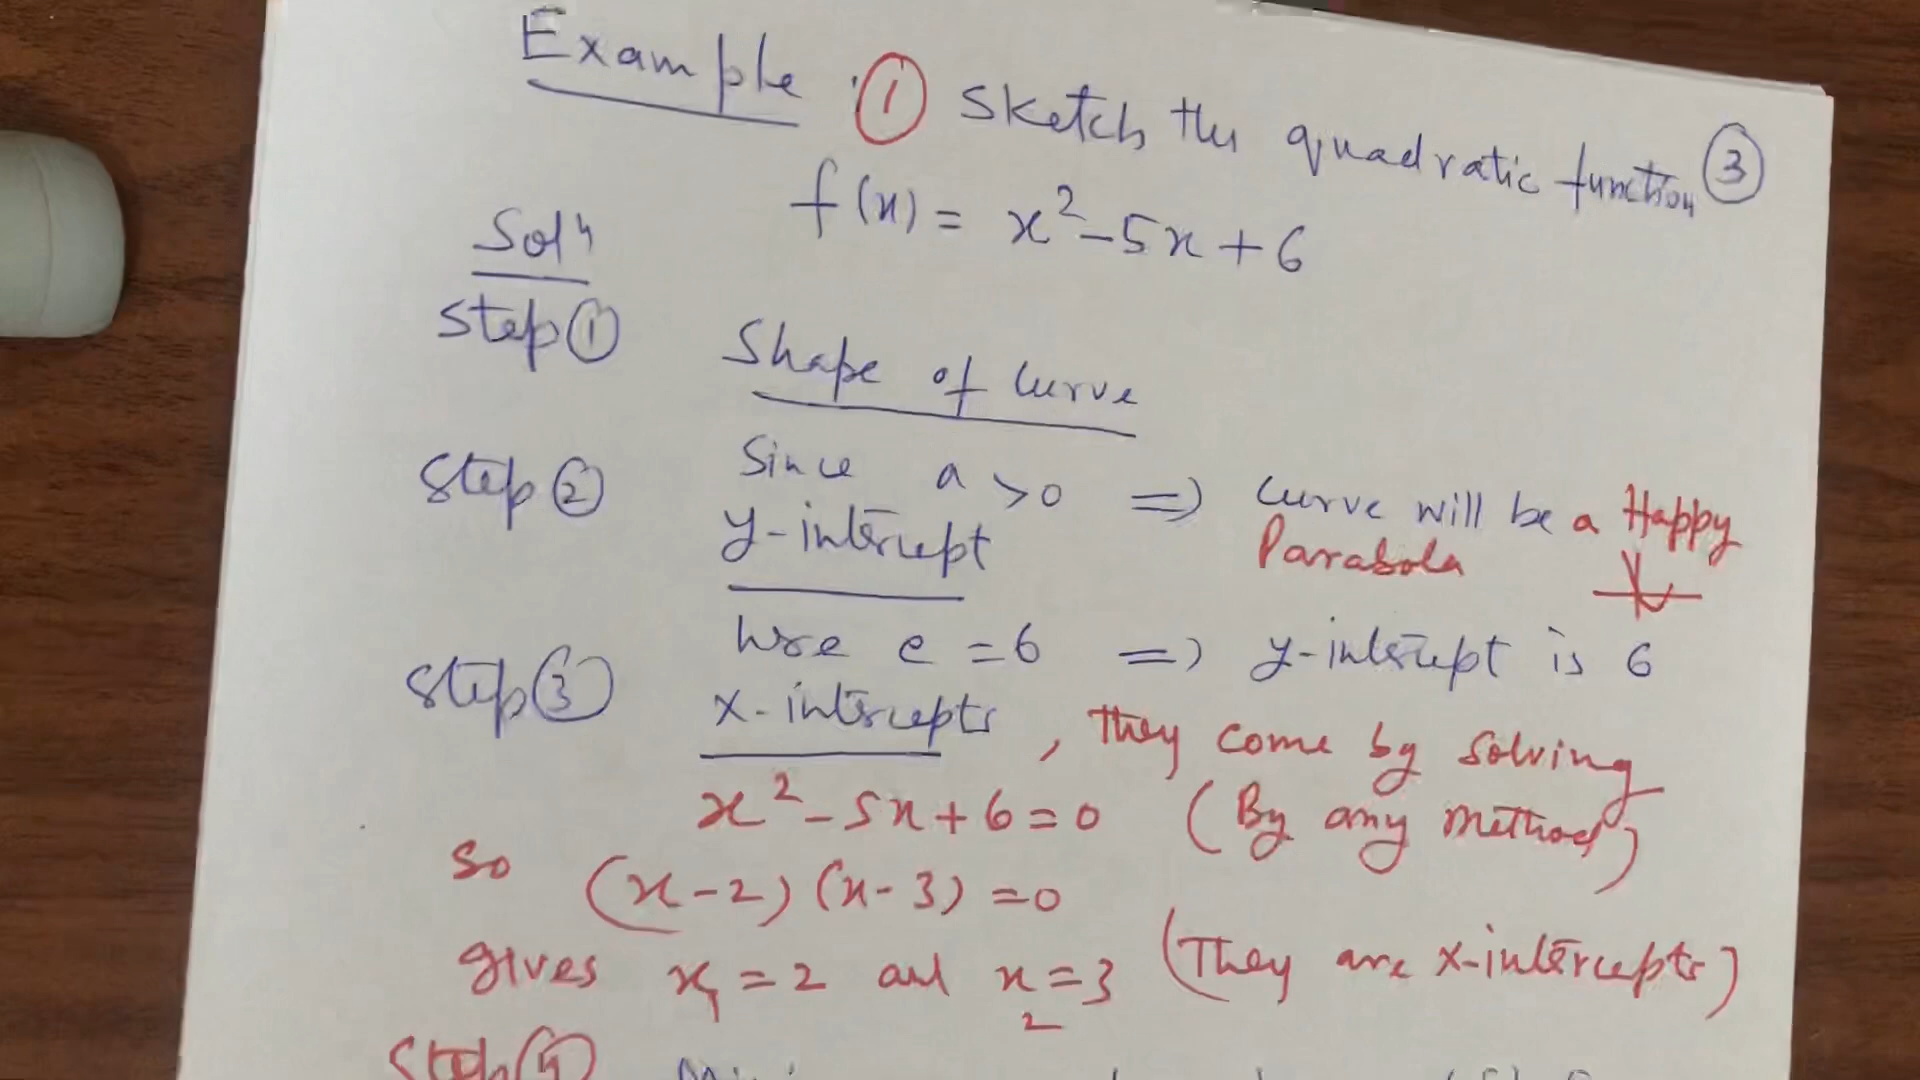 Example : ① Sketch the quadratic function ③
f(x) = x²-5x+6
Solⁿ
Step ① Shape of Curve
Since a >0 => Curve will be a Happy
Parabola
Step ② y-intercept
Here c =6 => y-intercept is 6
Step ③ x-intercepts , They come by solving
x²-5x+6=0 (By any method)
So (x-2) (x-3) =0
gives x₁ = 2 and x₂ = 3 (They are x-intercepts)
Step ④